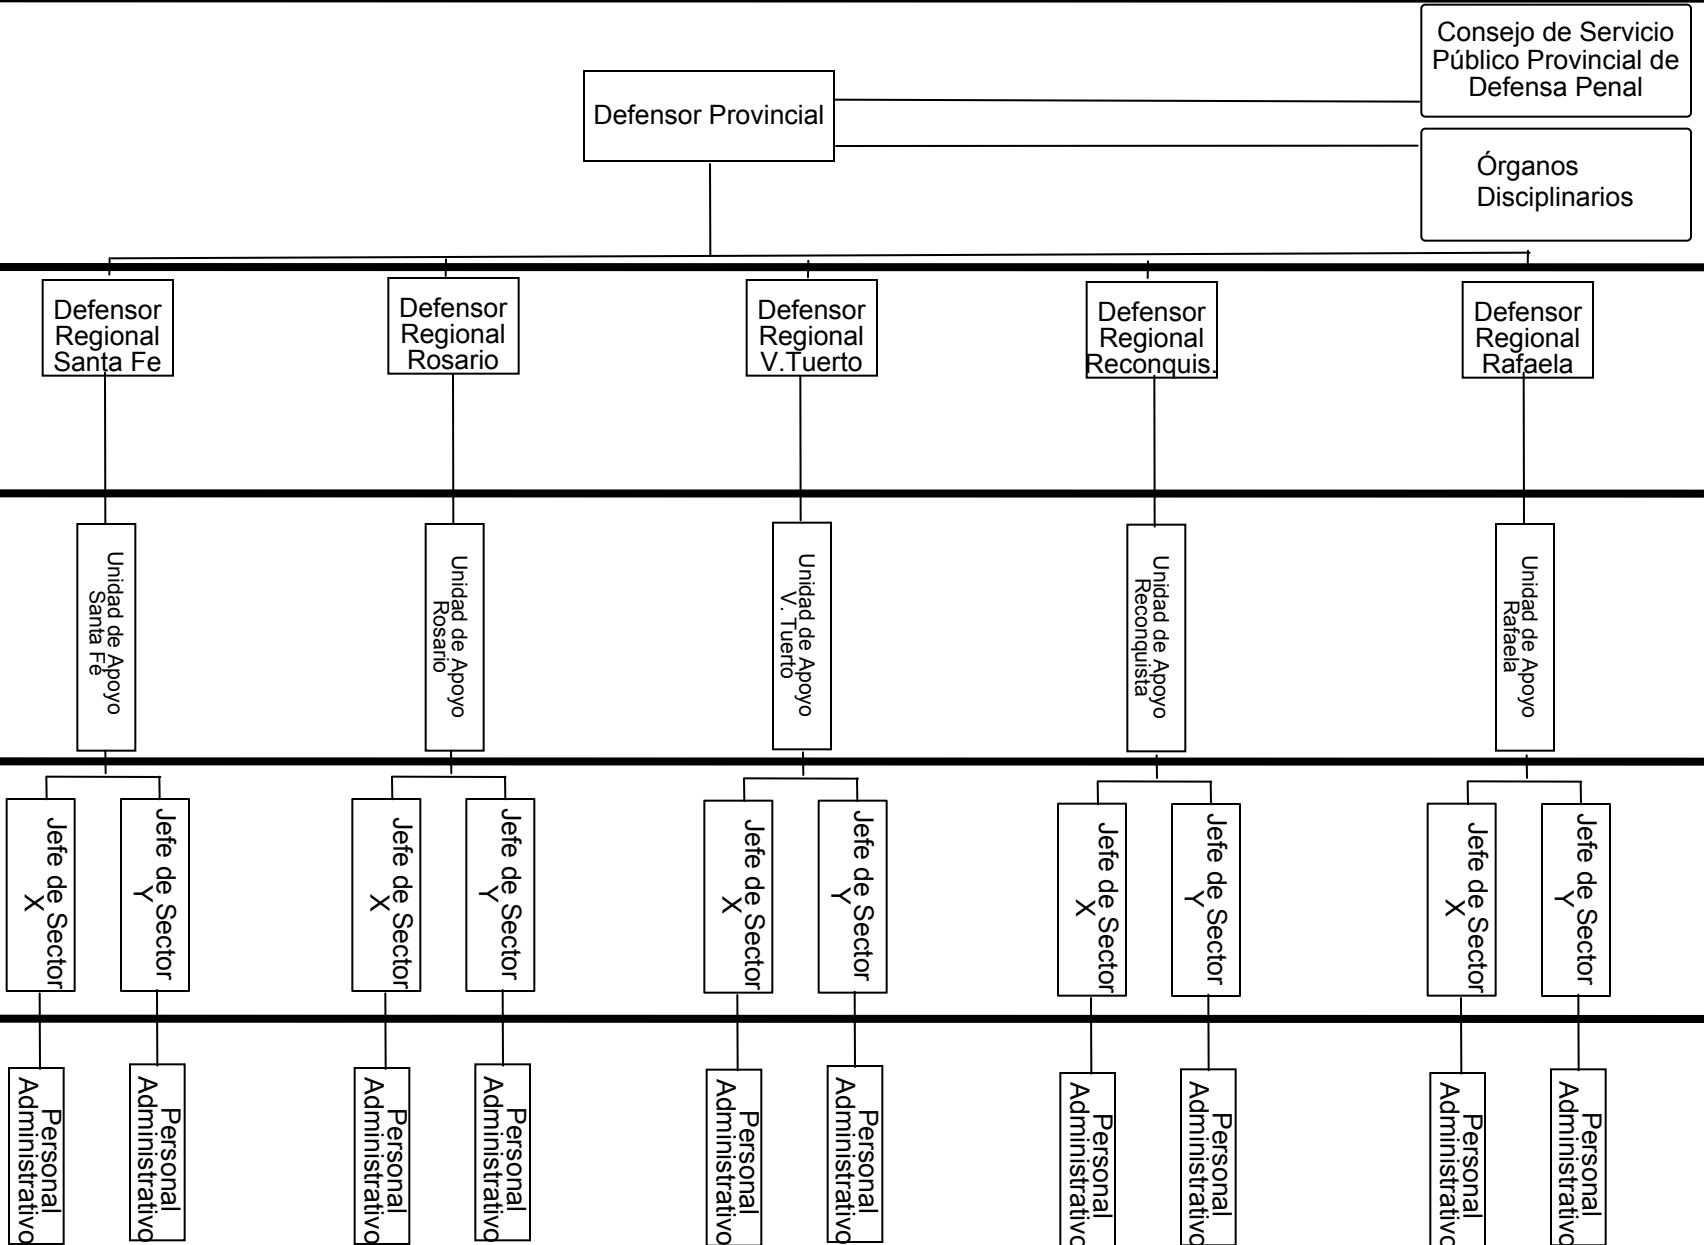 Consejo de Servicio
Público Provincial de
Defensa Penal
Defensor Provincial
Órganos
Disciplinarios
Defensor
Regional
Santa Fe
Defensor
Regional
Rosario
Defensor
Regional
V.Tuerto
Defensor
Regional
Reconquis.
Defensor
Regional
Rafaela
Unidad de Apoyo
Santa Fe
Unidad de Apoyo
Rosario
Unidad de Apoyo
V. Tuerto
Unidad de Apoyo
Reconquista
Unidad de Apoyo
Rafaela
Jefe de Sector
X
Jefe de Sector
Y
Jefe de Sector
X
Jefe de Sector
Y
Jefe de Sector
X
Jefe de Sector
Y
Jefe de Sector
X
Jefe de Sector
Y
Jefe de Sector
X
Jefe de Sector
Y
Personal
Administrativo
Personal
Administrativo
Personal
Administrativo
Personal
Administrativo
Personal
Administrativo
Personal
Administrativo
Personal
Administrativo
Personal
Administrativo
Personal
Administrativo
Personal
Administrativo